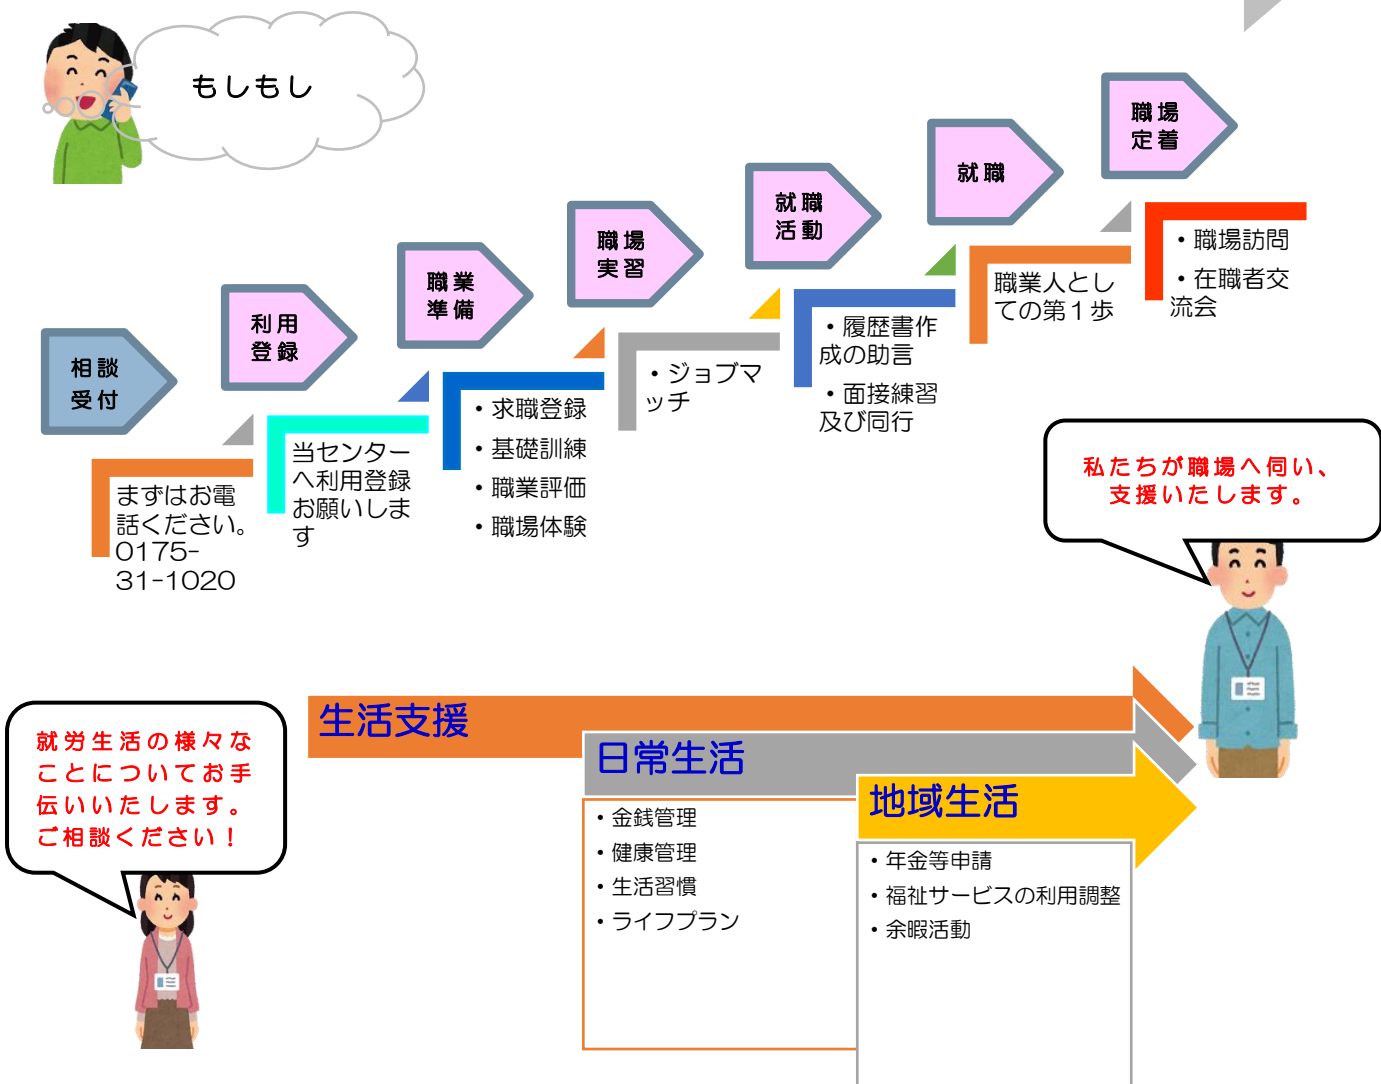 もしもし
相談
受付
まずはお電
話ください。
0175-
31-1020
利用
登録
当センター
へ利用登録
お願いしま
す
職業
準備
・求職登録
・基礎訓練
・職業評価
・職場体験
職場
実習
・ジョブマ
ッチ
就職
活動
・履歴書作
成の助言
・面接練習
及び同行
就職
職業人とし
ての第１歩
職場
定着
・職場訪問
・在職者交
流会
私たちが職場へ伺い、
支援いたします。
就労生活の様々な
ことについてお手
伝いいたします。
ご相談ください！
生活支援
日常生活
・金銭管理
・健康管理
・生活習慣
・ライフプラン
地域生活
・年金等申請
・福祉サービスの利用調整
・余暇活動